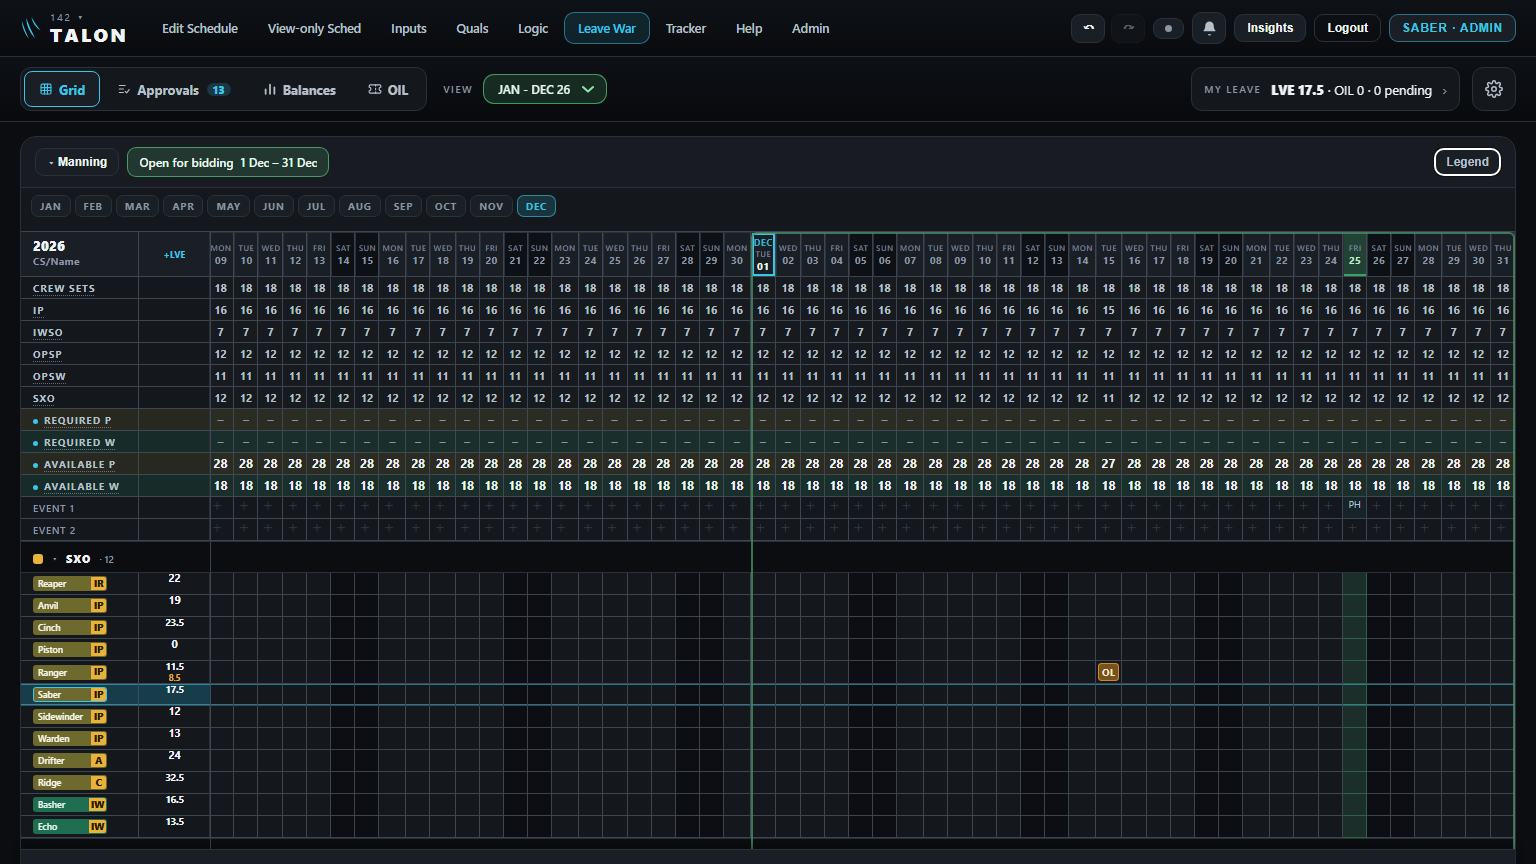 142 ▾
TALON
Edit Schedule View-only Sched Inputs Quals Logic Leave War Tracker Help Admin
Insights Logout SABER · ADMIN
Grid Approvals 13 Balances OIL VIEW JAN - DEC 26
MY LEAVE LVE 17.5 · OIL 0 · 0 pending ›
Manning Open for bidding 1 Dec – 31 Dec Legend
JAN FEB MAR APR MAY JUN JUL AUG SEP OCT NOV DEC
2026
CS/Name
+LVE
DEC
MON TUE WED THU FRI SAT SUN MON TUE WED THU FRI SAT SUN MON TUE WED THU FRI SAT SUN MON TUE WED THU FRI SAT SUN MON TUE WED THU FRI SAT SUN MON TUE WED THU FRI SAT SUN MON TUE WED THU FRI SAT SUN MON TUE WED THU
09 10 11 12 13 14 15 16 17 18 19 20 21 22 23 24 25 26 27 28 29 30 01 02 03 04 05 06 07 08 09 10 11 12 13 14 15 16 17 18 19 20 21 22 23 24 25 26 27 28 29 30 31
CREW SETS 18 18 18 18 18 18 18 18 18 18 18 18 18 18 18 18 18 18 18 18 18 18 18 18 18 18 18 18 18 18 18 18 18 18 18 18 18 18 18 18 18 18 18 18 18 18 18 18 18 18 18 18 18
IP 16 16 16 16 16 16 16 16 16 16 16 16 16 16 16 16 16 16 16 16 16 16 16 16 16 16 16 16 16 16 16 16 16 16 16 16 15 16 16 16 16 16 16 16 16 16 16 16 16 16 16 16 16
IWSO 7 7 7 7 7 7 7 7 7 7 7 7 7 7 7 7 7 7 7 7 7 7 7 7 7 7 7 7 7 7 7 7 7 7 7 7 7 7 7 7 7 7 7 7 7 7 7 7 7 7 7 7 7
OPSP 12 12 12 12 12 12 12 12 12 12 12 12 12 12 12 12 12 12 12 12 12 12 12 12 12 12 12 12 12 12 12 12 12 12 12 12 12 12 12 12 12 12 12 12 12 12 12 12 12 12 12 12 12
OPSW 11 11 11 11 11 11 11 11 11 11 11 11 11 11 11 11 11 11 11 11 11 11 11 11 11 11 11 11 11 11 11 11 11 11 11 11 11 11 11 11 11 11 11 11 11 11 11 11 11 11 11 11 11
SXO 12 12 12 12 12 12 12 12 12 12 12 12 12 12 12 12 12 12 12 12 12 12 12 12 12 12 12 12 12 12 12 12 12 12 12 12 11 12 12 12 12 12 12 12 12 12 12 12 12 12 12 12 12
REQUIRED P – – – – – – – – – – – – – – – – – – – – – – – – – – – – – – – – – – – – – – – – – – – – – – – – – – – – –
REQUIRED W – – – – – – – – – – – – – – – – – – – – – – – – – – – – – – – – – – – – – – – – – – – – – – – – – – – – –
AVAILABLE P 28 28 28 28 28 28 28 28 28 28 28 28 28 28 28 28 28 28 28 28 28 28 28 28 28 28 28 28 28 28 28 28 28 28 28 28 27 28 28 28 28 28 28 28 28 28 28 28 28 28 28 28 28
AVAILABLE W 18 18 18 18 18 18 18 18 18 18 18 18 18 18 18 18 18 18 18 18 18 18 18 18 18 18 18 18 18 18 18 18 18 18 18 18 18 18 18 18 18 18 18 18 18 18 18 18 18 18 18 18 18
EVENT 1 + + + + + + + + + + + + + + + + + + + + + + + + + + + + + + + + + + + + + + + + + + + + + + PH + + + + + +
EVENT 2 + + + + + + + + + + + + + + + + + + + + + + + + + + + + + + + + + + + + + + + + + + + + + + + + + + + + +
SXO · 12
Reaper IR 22
Anvil IP 19
Cinch IP 23.5
Piston IP 0
Ranger IP 11.5
8.5
OL
Saber IP 17.5
Sidewinder IP 12
Warden IP 13
Drifter A 24
Ridge C 32.5
Basher IW 16.5
Echo IW 13.5